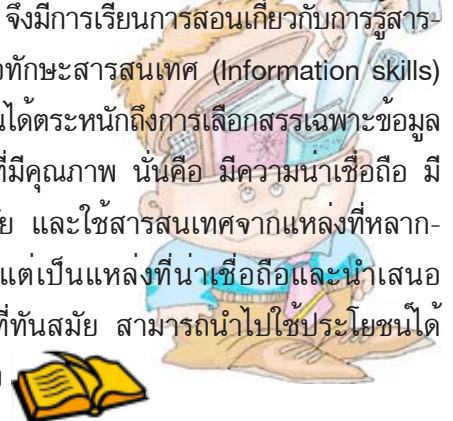 จึงมีการเรียนการสอนเกี่ยวกับการรู้สาร-
ทักษะสารสนเทศ (Information skills)
ได้ตระหนักถึงการเลือกสรรเฉพาะข้อมูล
ที่มีคุณภาพ นั่นคือ มีความน่าเชื่อถือ มี
และใช้สารสนเทศจากแหล่งที่หลาก-
แต่เป็นแหล่งที่น่าเชื่อถือและนำเสนอ
ที่ทันสมัย สามารถนำไปใช้ประโยชน์ได้